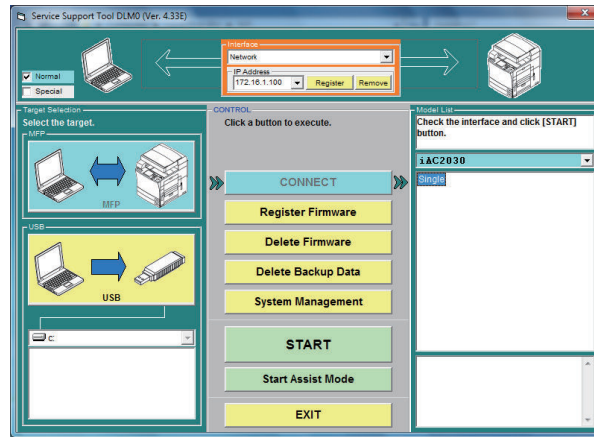 Service Support Tool DLM0 (Ver. 4.33E)
Interface
Network
IP Address
172.16.1.100
Register
Remove
Normal
Special
Target Selection
Select the target.
MFP
MFP
USB
USB
c:
CONTROL
Click a button to execute.
CONNECT
Register Firmware
Delete Firmware
Delete Backup Data
System Management
START
Start Assist Mode
EXIT
Model List
Check the interface and click [START]
button.
iAC2030
Single